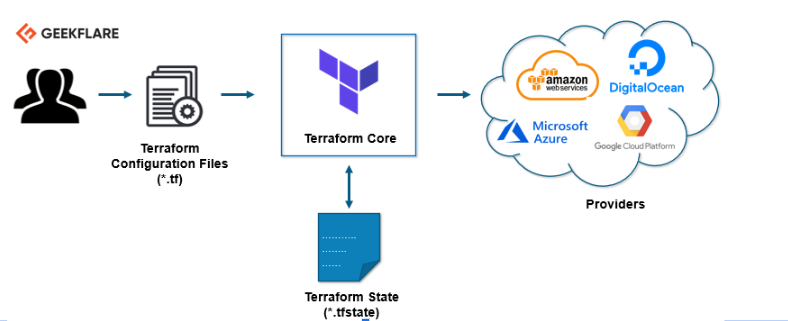 GEEKFLARE
Terraform
Configuration Files
(*.tf)
Terraform Core
Terraform State
(*.tfstate)
amazon
webservices
DigitalOcean
Microsoft
Azure
Google Cloud Platform
Providers